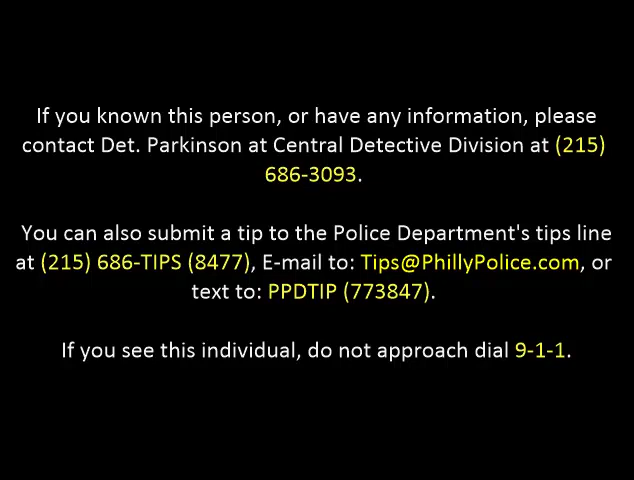 If you known this person, or have any information, please
contact Det. Parkinson at Central Detective Division at (215)
686-3093.
You can also submit a tip to the Police Department's tips line
at (215) 686-TIPS (8477), E-mail to: Tips@PhillyPolice.com, or
text to: PPDTIP (773847).
If you see this individual, do not approach dial 9-1-1.